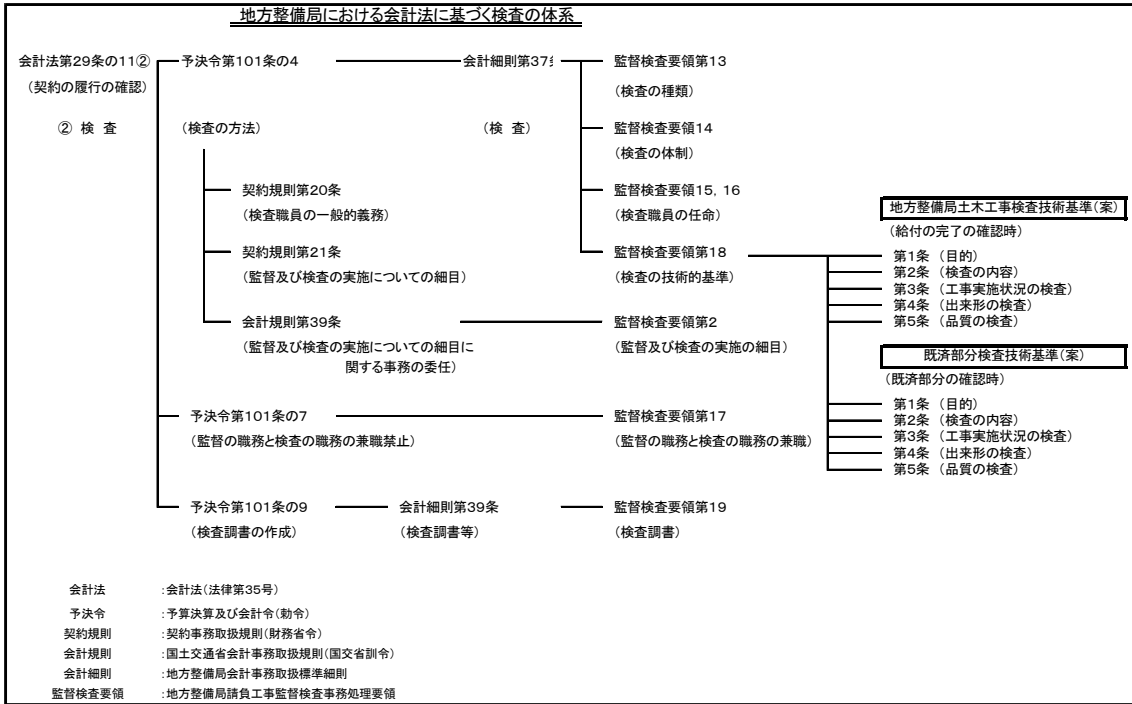 地方整備局における会計法に基づく検査の体系
会計法第29条の11② 予決令第101条の4 会計細則第37 監督検査要領第13
(契約の履行の確認) (検査の種類)
② 検 査 (検査の方法) (検 査) 監督検査要領14
(検査の体制)
契約規則第20条 監督検査要領15, 16
(検査職員の一般的義務) (検査職員の任命)
地方整備局土木工事検査技術基準(案)
(給付の完了の確認時)
契約規則第21条 監督検査要領第18
(監督及び検査の実施についての細目) (検査の技術的基準)
第1条 (目的)
第2条 (検査の内容)
第3条 (工事実施状況の検査)
第4条 (出来形の検査)
第5条 (品質の検査)
会計規則第39条 監督検査要領第2
(監督及び検査の実施についての細目に (監督及び検査の実施の細目)
関する事務の委任)
既済部分検査技術基準(案)
(既済部分の確認時)
第1条 (目的)
第2条 (検査の内容)
第3条 (工事実施状況の検査)
第4条 (出来形の検査)
第5条 (品質の検査)
予決令第101条の7 監督検査要領第17
(監督の職務と検査の職務の兼職禁止) (監督の職務と検査の職務の兼職)
予決令第101条の9 会計細則第39条 監督検査要領第19
(検査調書の作成) (検査調書等) (検査調書)
会計法 :会計法(法律第35号)
予決令 :予算決算及び会計令(勅令)
契約規則 :契約事務取扱規則(財務省令)
会計規則 :国土交通省会計事務取扱規則(国交省訓令)
会計細則 :地方整備局会計事務取扱標準細則
監督検査要領 :地方整備局請負工事監督検査事務処理要領